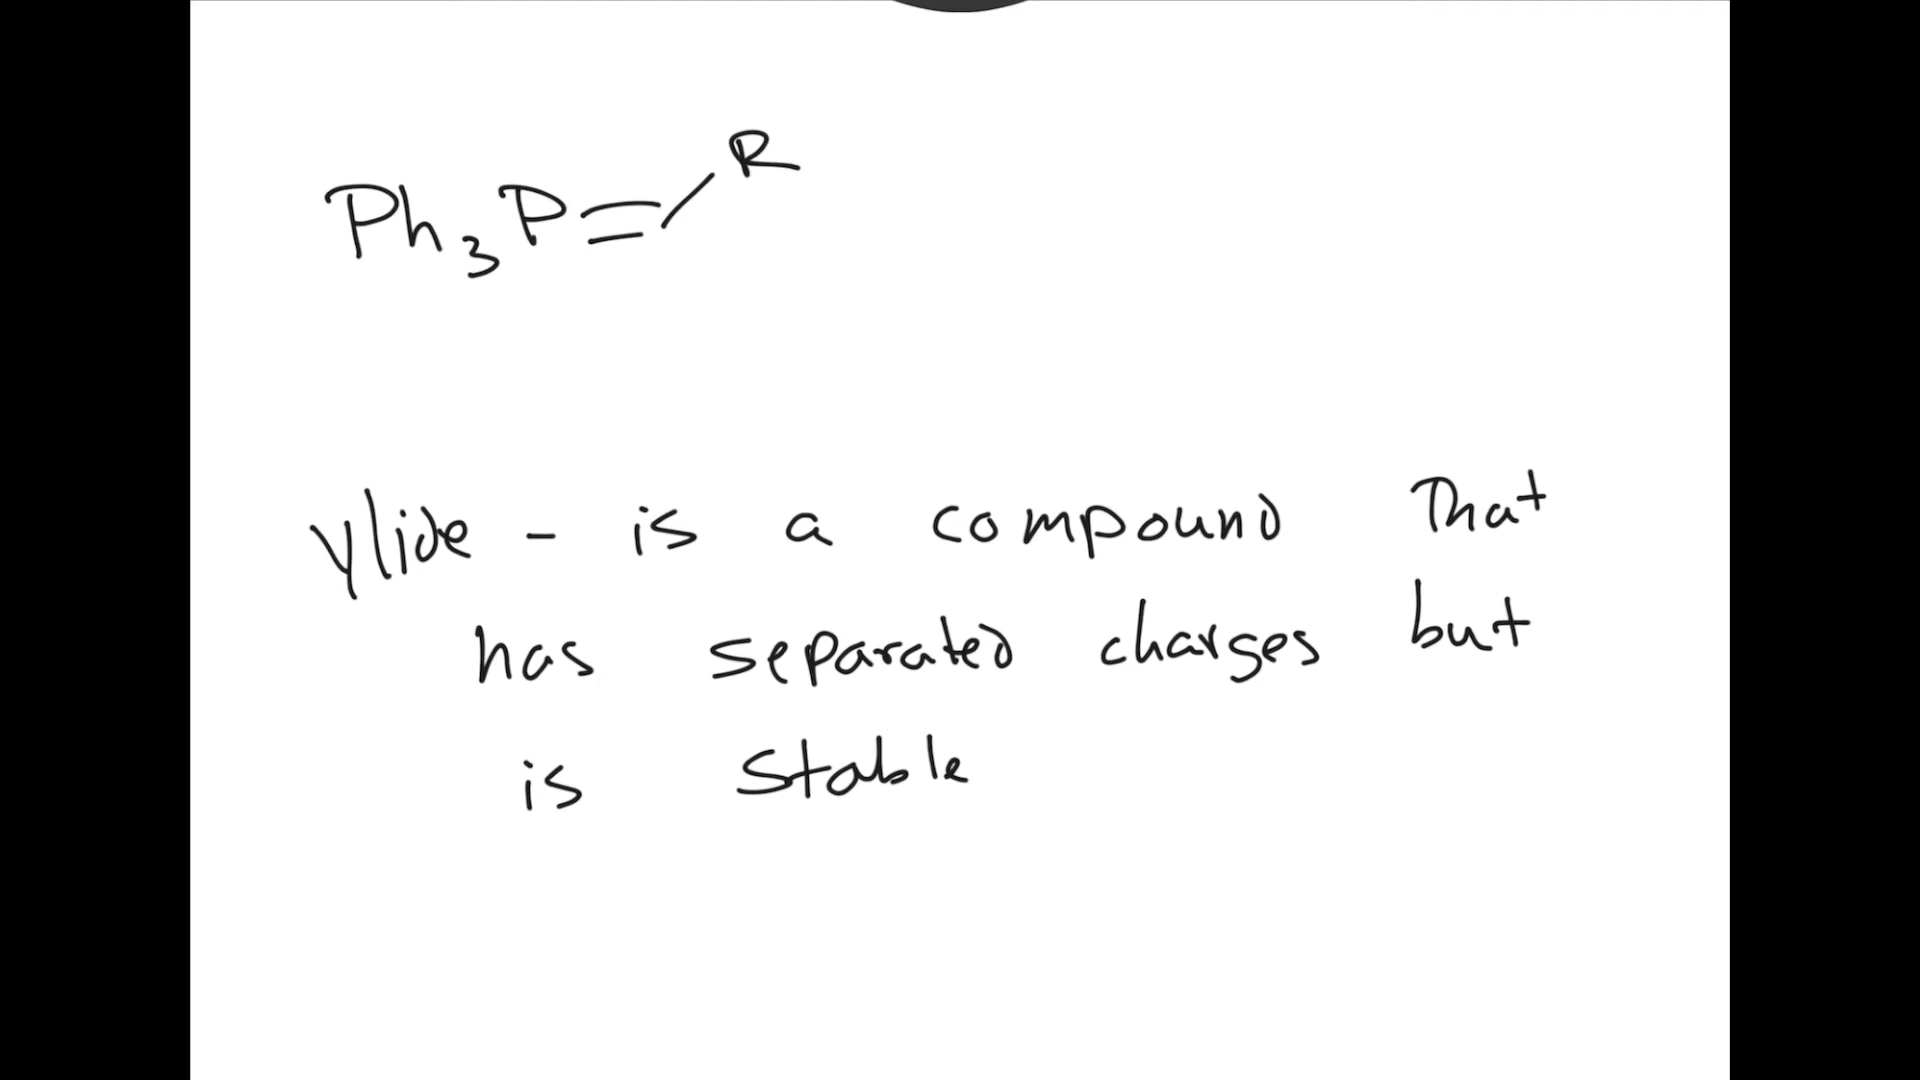 Ph₃P=/R
Ylide - is a compound that
has separated charges but
is stable